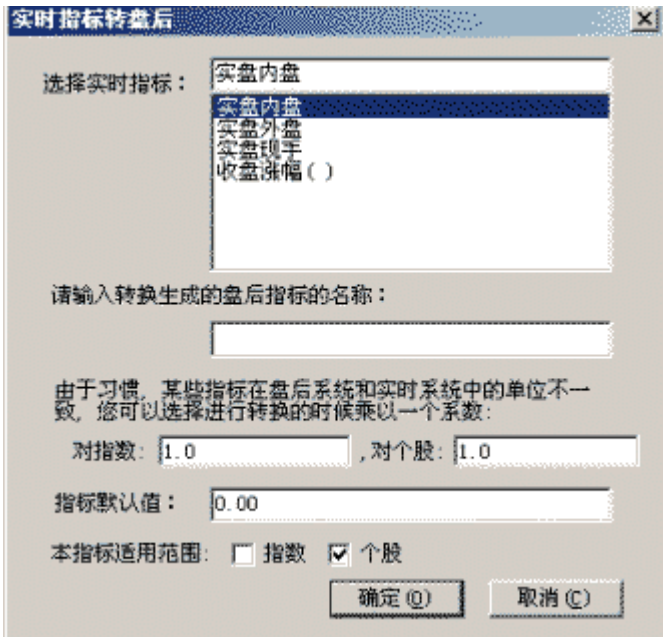 实时指标转盘后
选择实时指标：
实盘内盘
实盘内盘
实盘外盘
实盘现手
收盘涨幅()
请输入转换生成的盘后指标的名称：
由于习惯，某些指标在盘后系统和实时系统中的单位不一
致，您可以选择进行转换的时候乘以一个系数：
对指数: 1.0 ,对个股: 1.0
指标默认值： 0.00
本指标适用范围: 指数 个股
确定(O) 取消(C)